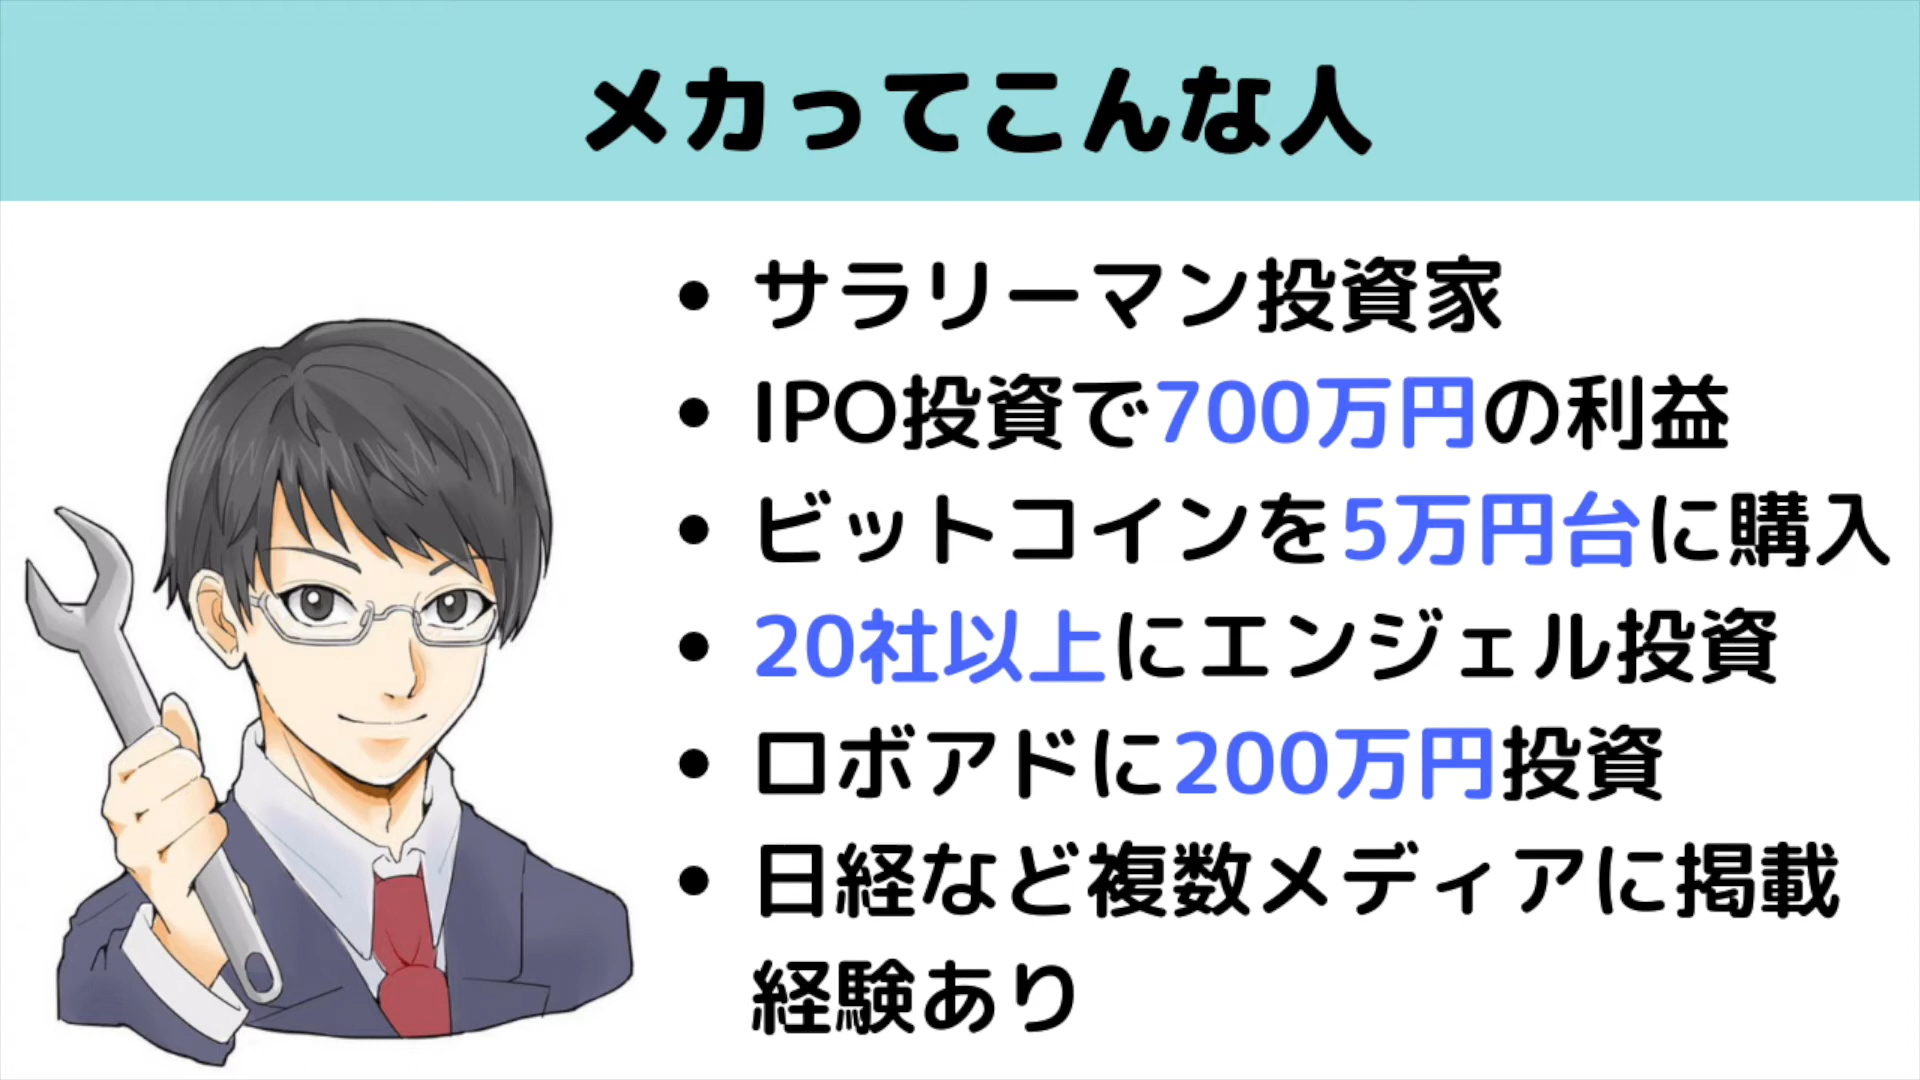 メカってこんな人
• サラリーマン投資家
• IPO投資で700万円の利益
• ビットコインを5万円台に購入
• 20社以上にエンジェル投資
• ロボアドに200万円投資
• 日経など複数メディアに掲載
経験あり